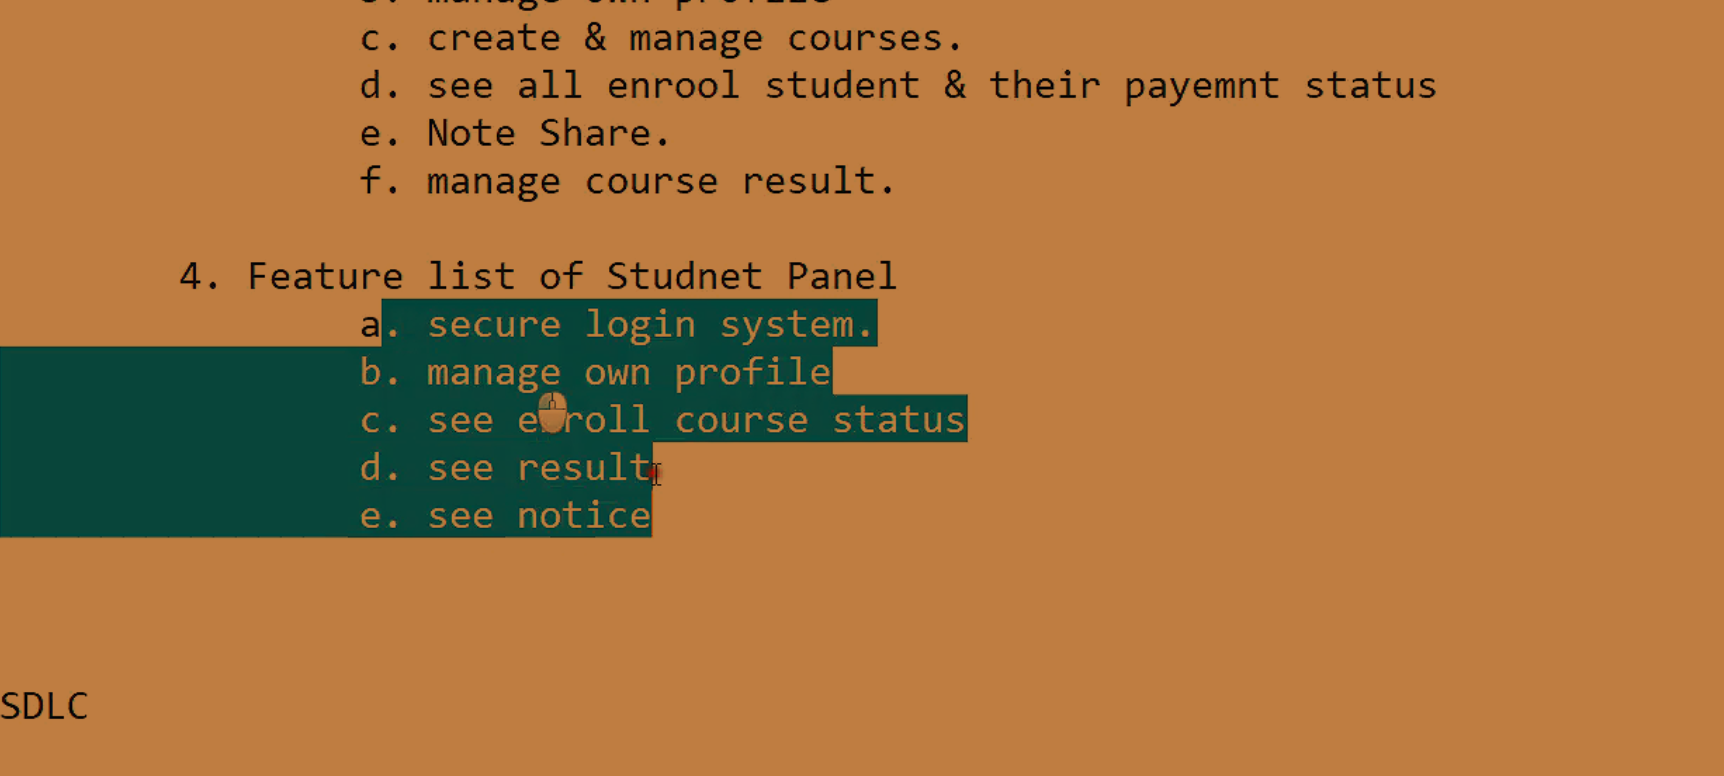 manage own profile
c. create & manage courses.
d. see all enrool student & their payemnt status
e. Note Share.
f. manage course result.
4. Feature list of Studnet Panel
a. secure login system.
b. manage own profile
c. see enroll course status
d. see result
e. see notice
SDLC